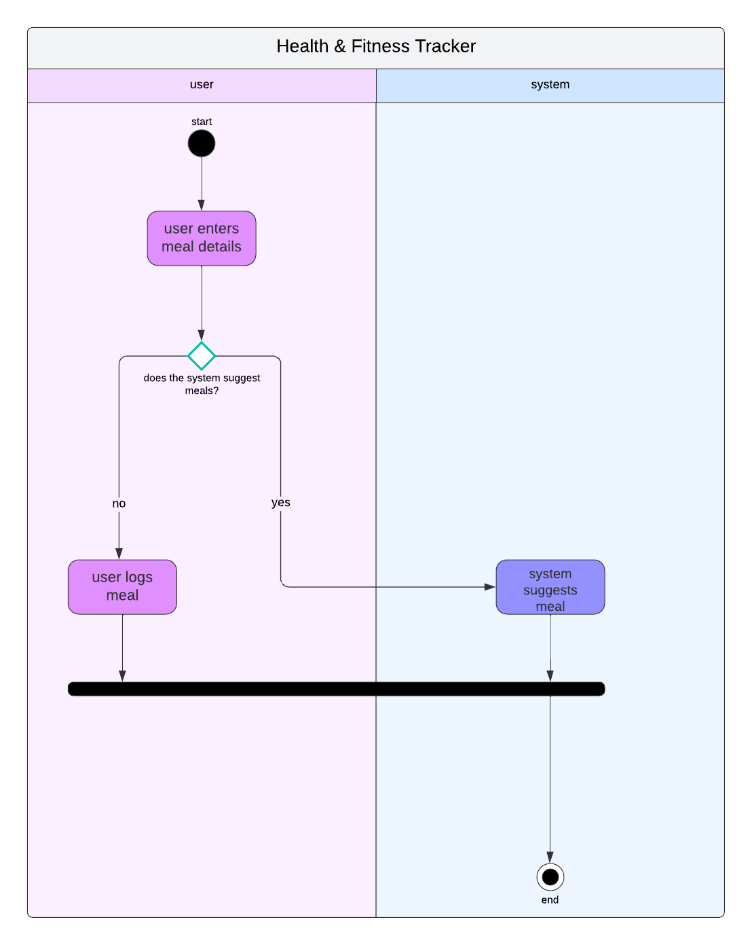 Health & Fitness Tracker
user
system
start
user enters
meal details
does the system suggest
meals?
no
yes
user logs
meal
system
suggests
meal
end